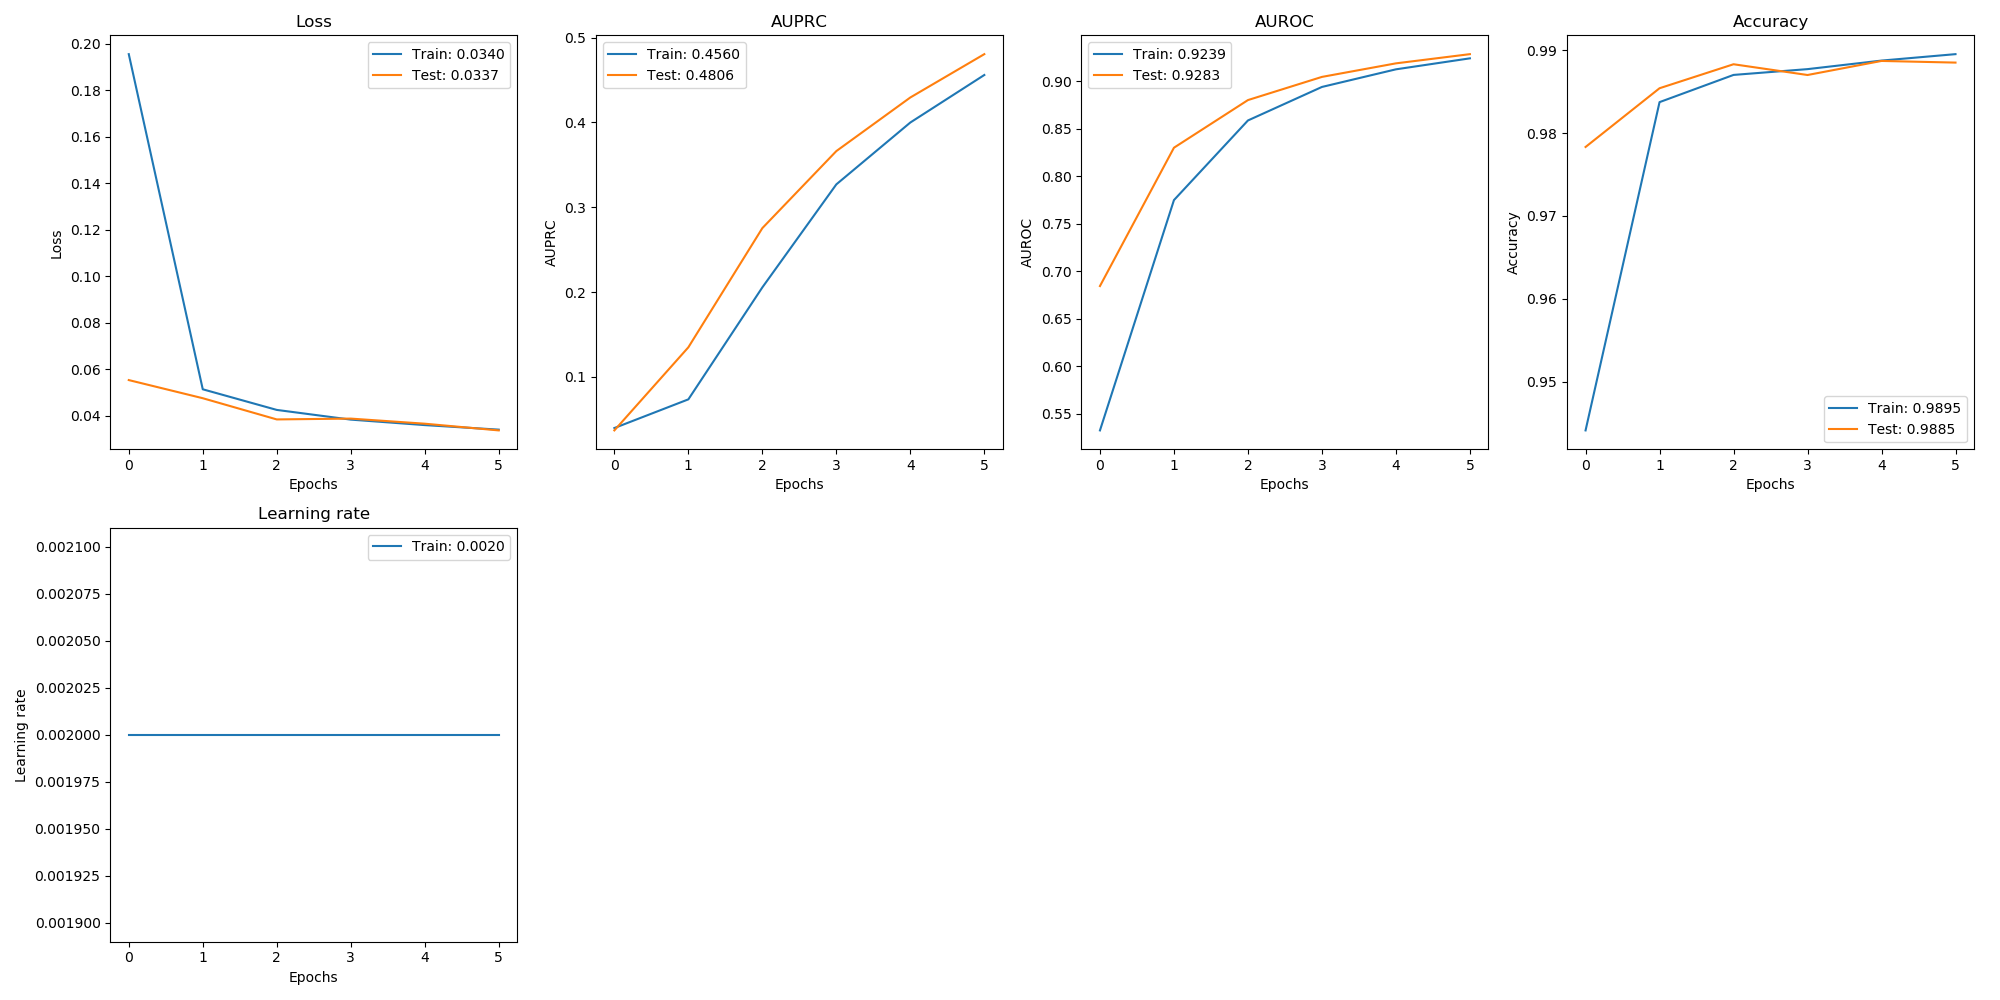 Loss
0.20
0.18
0.16
0.14
0.12
0.10
0.08
0.06
0.04
Loss
Train: 0.0340
Test: 0.0337
0 1 2 3 4 5
Epochs
AUPRC
0.5
0.4
0.3
0.2
0.1
AUPRC
Train: 0.4560
Test: 0.4806
0 1 2 3 4 5
Epochs
AUROC
0.90
0.85
0.80
0.75
0.70
0.65
0.60
0.55
AUROC
Train: 0.9239
Test: 0.9283
0 1 2 3 4 5
Epochs
Accuracy
0.99
0.98
0.97
0.96
0.95
Accuracy
Train: 0.9895
Test: 0.9885
0 1 2 3 4 5
Epochs
Learning rate
0.002100
0.002075
0.002050
0.002025
0.002000
0.001975
0.001950
0.001925
0.001900
Learning rate
Train: 0.0020
0 1 2 3 4 5
Epochs